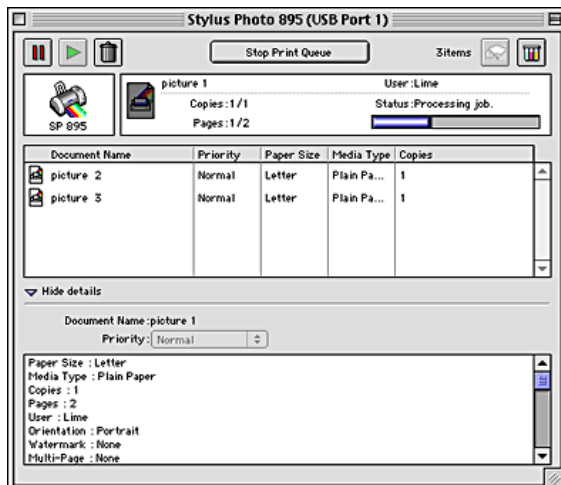 Stylus Photo 895 (USB Port 1)
Stop Print Queue
3items
SP 895
picture 1
User :Lime
Copies:1/1
Status:Processing job.
Pages:1/2
Document Name Priority Paper Size Media Type Copies
picture 2 Normal Letter Plain Pa... 1
picture 3 Normal Letter Plain Pa... 1
Hide details
Document Name :picture 1
Priority: Normal
Paper Size : Letter
Media Type : Plain Paper
Copies : 1
Pages : 2
User : Lime
Orientation : Portrait
Watermark : None
Multi-Page : None